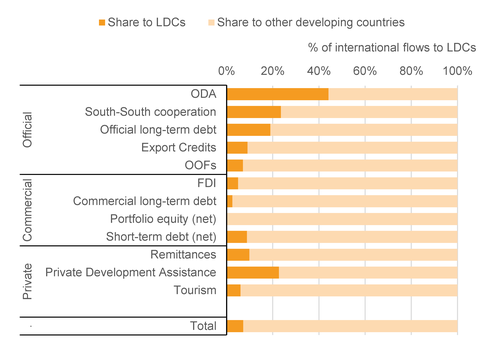 Share to LDCs Share to other developing countries
% of international flows to LDCs
0% 20% 40% 60% 80% 100%
Official
ODA
South-South cooperation
Official long-term debt
Export Credits
OOFs
Commercial
FDI
Commercial long-term debt
Portfolio equity (net)
Short-term debt (net)
Private
Remittances
Private Development Assistance
Tourism
Total